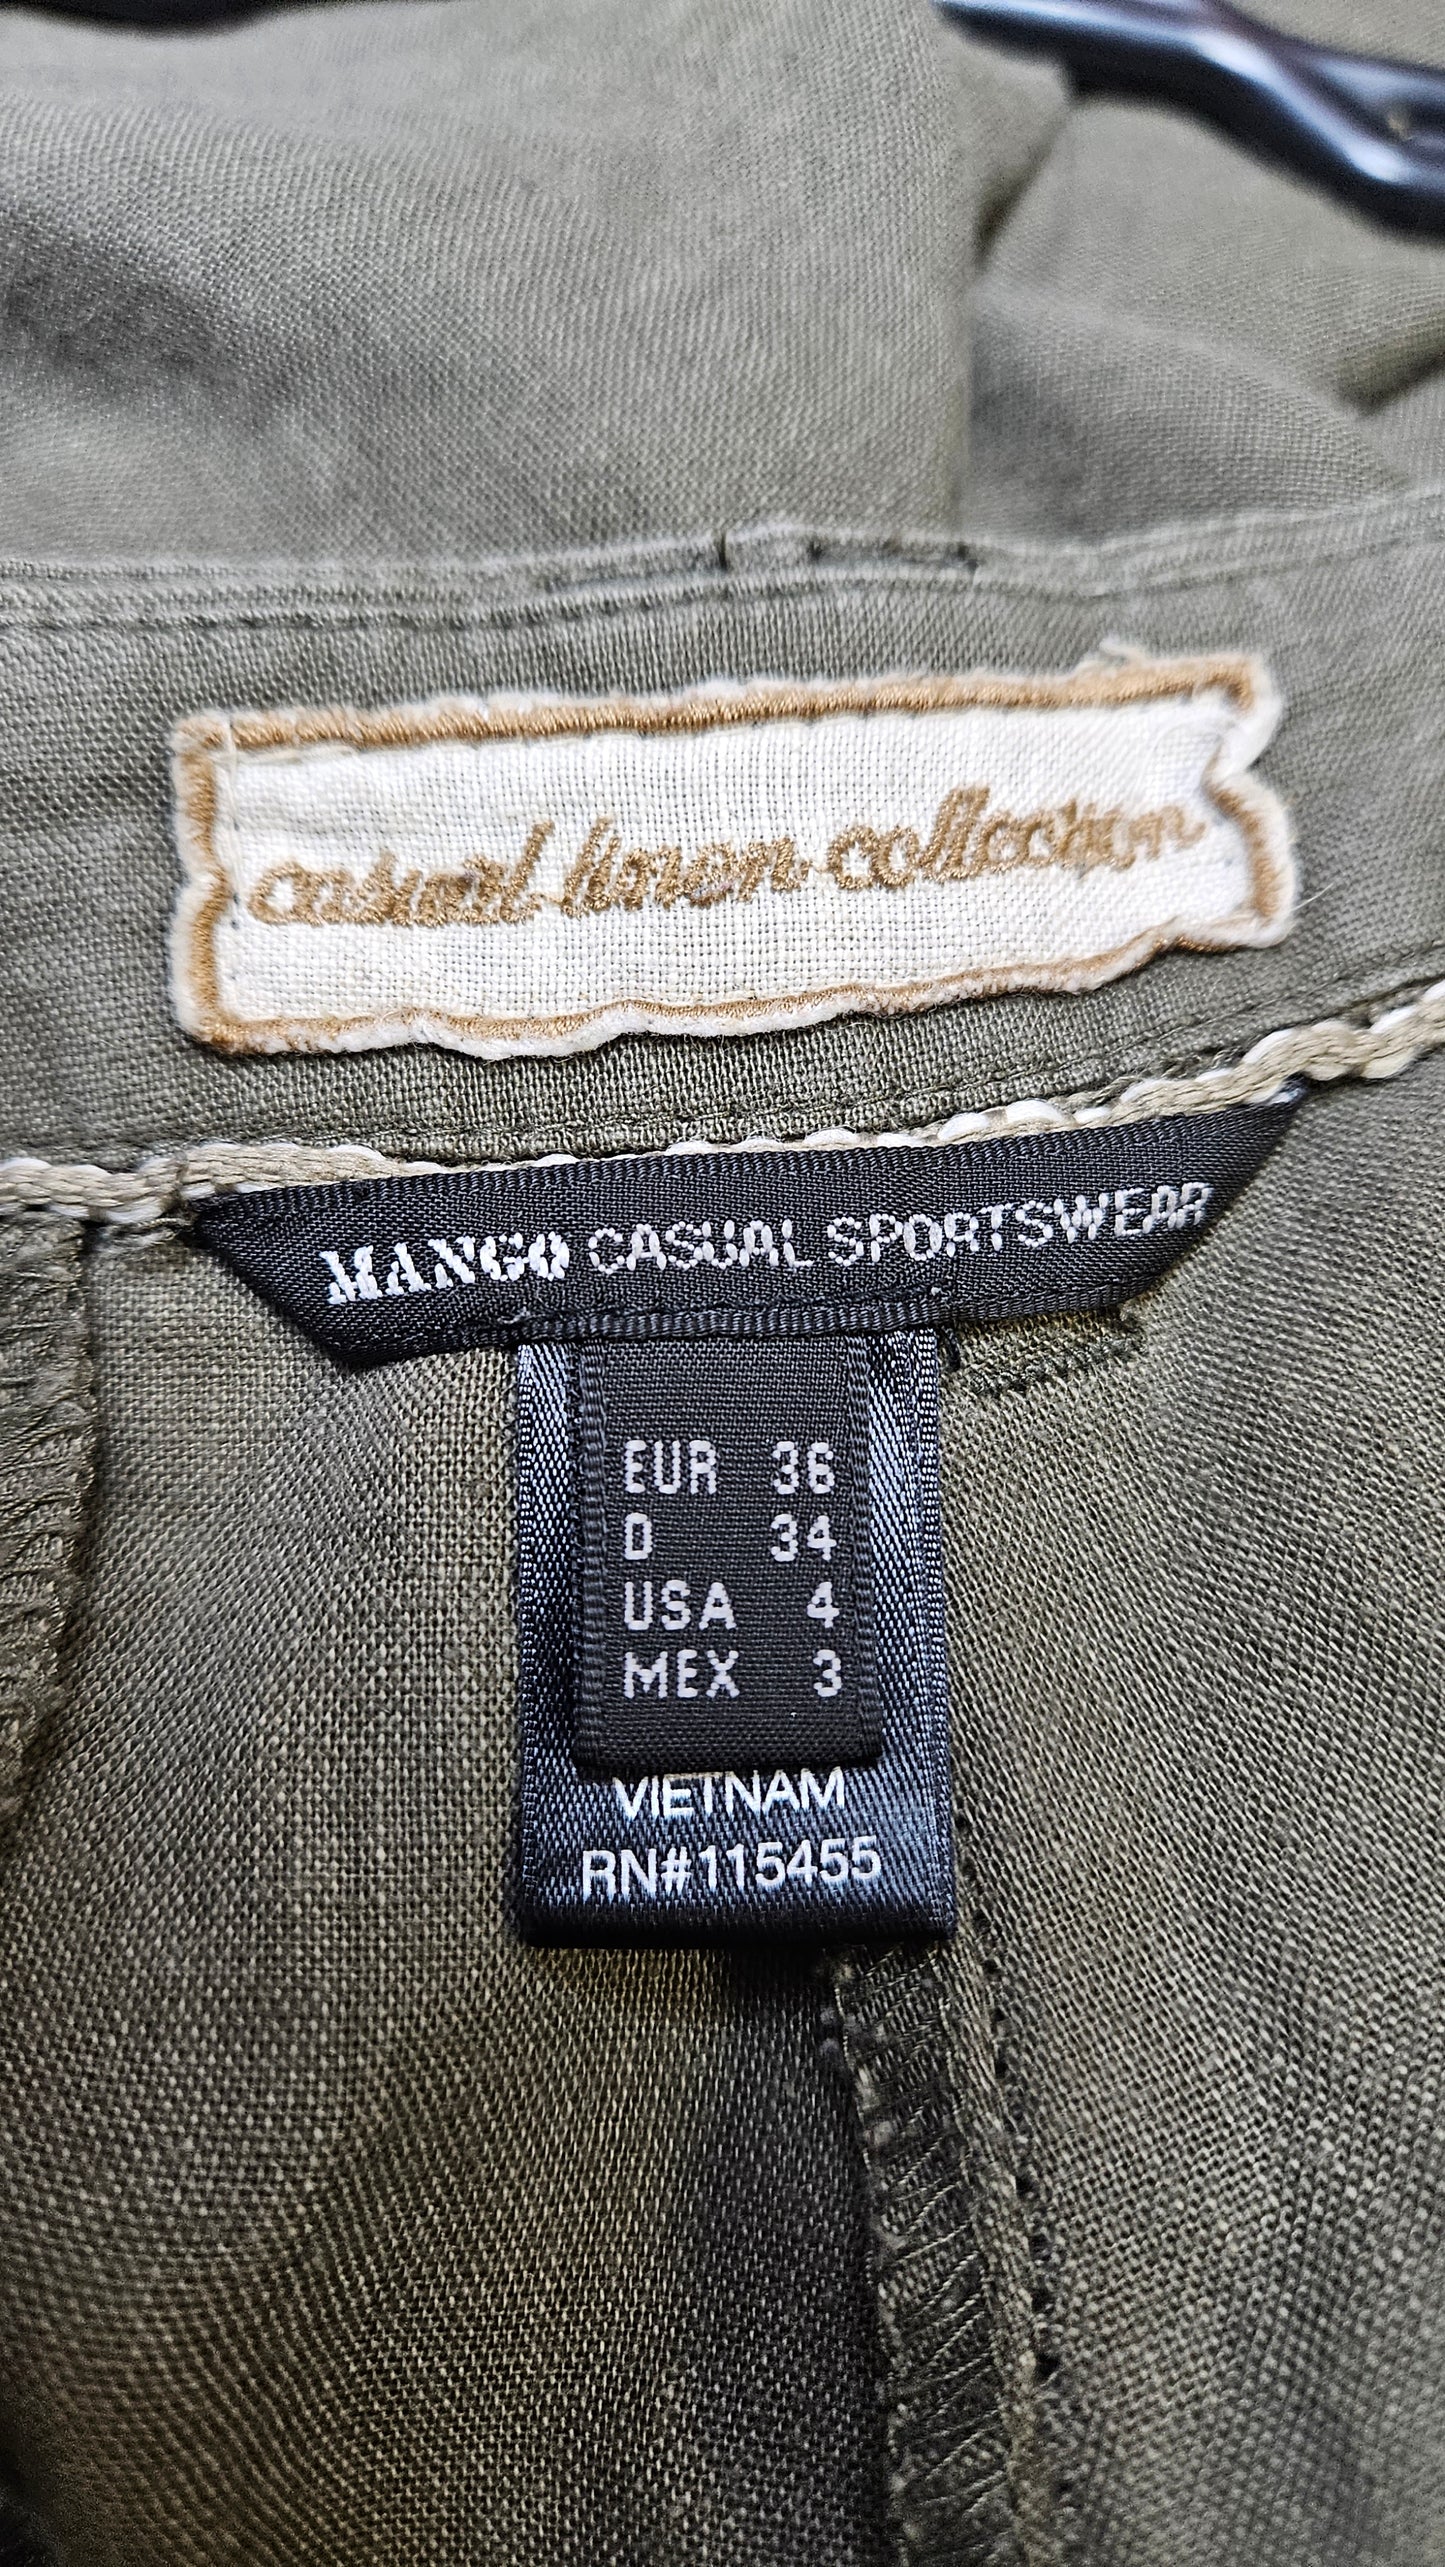 casual linen collection
MANGO CASUAL SPORTSWEAR
EUR 36
D 34
USA 4
MEX 3
VIETNAM
RN#115455